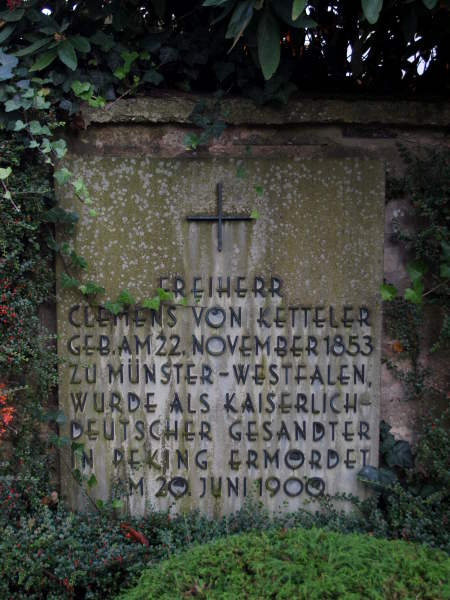 FREIHERR
CLEMENS VON KETTELER
GEB. AM 22. NOVEMBER 1853
ZU MÜNSTER-WESTFALEN,
WURDE ALS KAISERLICH-
DEUTSCHER GESANDTER
IN PEKING ERMORDET
AM 20. JUNI 1900